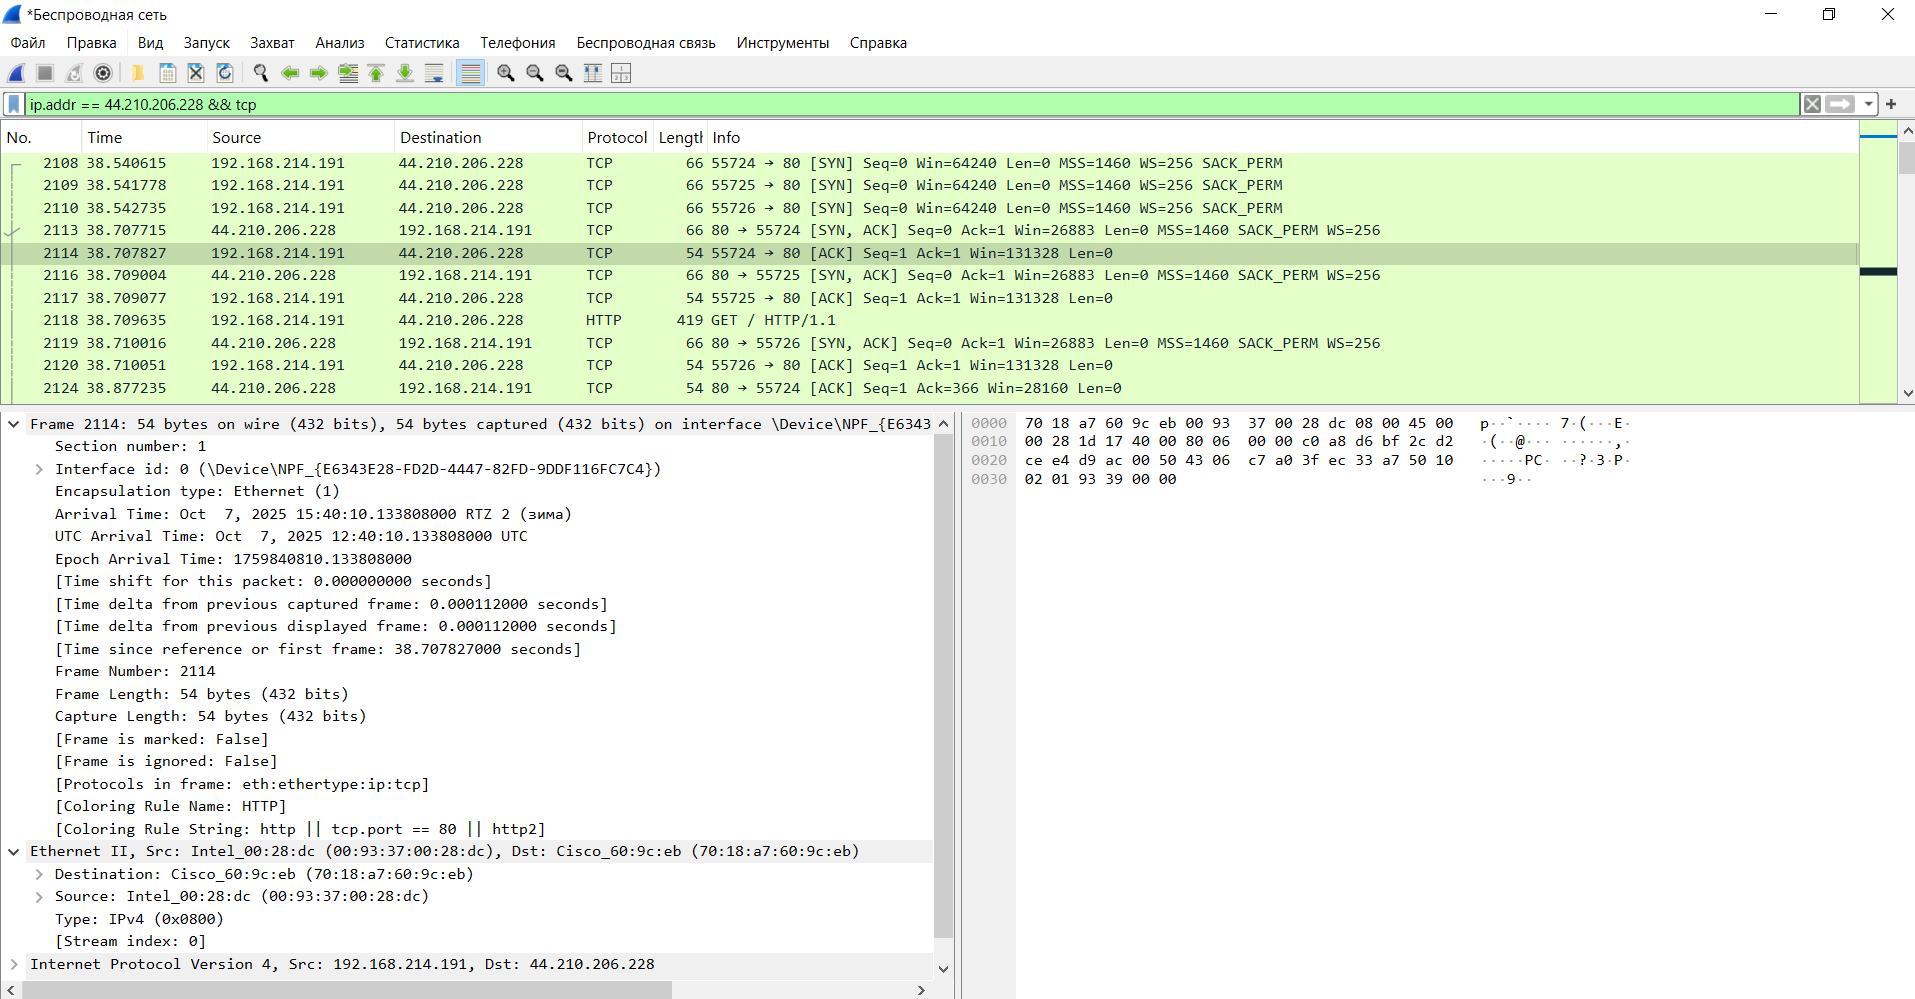 *Беспроводная сеть
Файл Правка Вид Запуск Захват Анализ Статистика Телефония Беспроводная связь Инструменты Справка
ip.addr == 44.210.206.228 && tcp
No. Time Source Destination Protocol Length Info
2108 38.540615 192.168.214.191 44.210.206.228 TCP 66 55724 → 80 [SYN] Seq=0 Win=64240 Len=0 MSS=1460 WS=256 SACK_PERM
2109 38.541778 192.168.214.191 44.210.206.228 TCP 66 55725 → 80 [SYN] Seq=0 Win=64240 Len=0 MSS=1460 WS=256 SACK_PERM
2110 38.542735 192.168.214.191 44.210.206.228 TCP 66 55726 → 80 [SYN] Seq=0 Win=64240 Len=0 MSS=1460 WS=256 SACK_PERM
2113 38.707715 44.210.206.228 192.168.214.191 TCP 66 80 → 55724 [SYN, ACK] Seq=0 Ack=1 Win=26883 Len=0 MSS=1460 SACK_PERM WS=256
2114 38.707827 192.168.214.191 44.210.206.228 TCP 54 55724 → 80 [ACK] Seq=1 Ack=1 Win=131328 Len=0
2116 38.709004 44.210.206.228 192.168.214.191 TCP 66 80 → 55725 [SYN, ACK] Seq=0 Ack=1 Win=26883 Len=0 MSS=1460 SACK_PERM WS=256
2117 38.709077 192.168.214.191 44.210.206.228 TCP 54 55725 → 80 [ACK] Seq=1 Ack=1 Win=131328 Len=0
2118 38.709635 192.168.214.191 44.210.206.228 HTTP 419 GET / HTTP/1.1
2119 38.710016 44.210.206.228 192.168.214.191 TCP 66 80 → 55726 [SYN, ACK] Seq=0 Ack=1 Win=26883 Len=0 MSS=1460 SACK_PERM WS=256
2120 38.710051 192.168.214.191 44.210.206.228 TCP 54 55726 → 80 [ACK] Seq=1 Ack=1 Win=131328 Len=0
2124 38.877235 44.210.206.228 192.168.214.191 TCP 54 80 → 55724 [ACK] Seq=1 Ack=366 Win=28160 Len=0
Frame 2114: 54 bytes on wire (432 bits), 54 bytes captured (432 bits) on interface \Device\NPF_{E6343
Section number: 1
Interface id: 0 (\Device\NPF_{E6343E28-FD2D-4447-82FD-9DDF116FC7C4})
Encapsulation type: Ethernet (1)
Arrival Time: Oct  7, 2025 15:40:10.133808000 RTZ 2 (зима)
UTC Arrival Time: Oct  7, 2025 12:40:10.133808000 UTC
Epoch Arrival Time: 1759840810.133808000
[Time shift for this packet: 0.000000000 seconds]
[Time delta from previous captured frame: 0.000112000 seconds]
[Time delta from previous displayed frame: 0.000112000 seconds]
[Time since reference or first frame: 38.707827000 seconds]
Frame Number: 2114
Frame Length: 54 bytes (432 bits)
Capture Length: 54 bytes (432 bits)
[Frame is marked: False]
[Frame is ignored: False]
[Protocols in frame: eth:ethertype:ip:tcp]
[Coloring Rule Name: HTTP]
[Coloring Rule String: http || tcp.port == 80 || http2]
Ethernet II, Src: Intel_00:28:dc (00:93:37:00:28:dc), Dst: Cisco_60:9c:eb (70:18:a7:60:9c:eb)
Destination: Cisco_60:9c:eb (70:18:a7:60:9c:eb)
Source: Intel_00:28:dc (00:93:37:00:28:dc)
Type: IPv4 (0x0800)
[Stream index: 0]
Internet Protocol Version 4, Src: 192.168.214.191, Dst: 44.210.206.228
0000 70 18 a7 60 9c eb 00 93 37 00 28 dc 08 00 45 00 p··`···· 7·(···E·
0010 00 28 1d 17 40 00 80 06 00 00 c0 a8 d6 bf 2c d2 ·(··@··· ······,·
0020 ce e4 d9 ac 00 50 43 06 c7 a0 3f ec 33 a7 50 10 ·····PC· ··?·3·P·
0030 02 01 93 39 00 00 ···9··